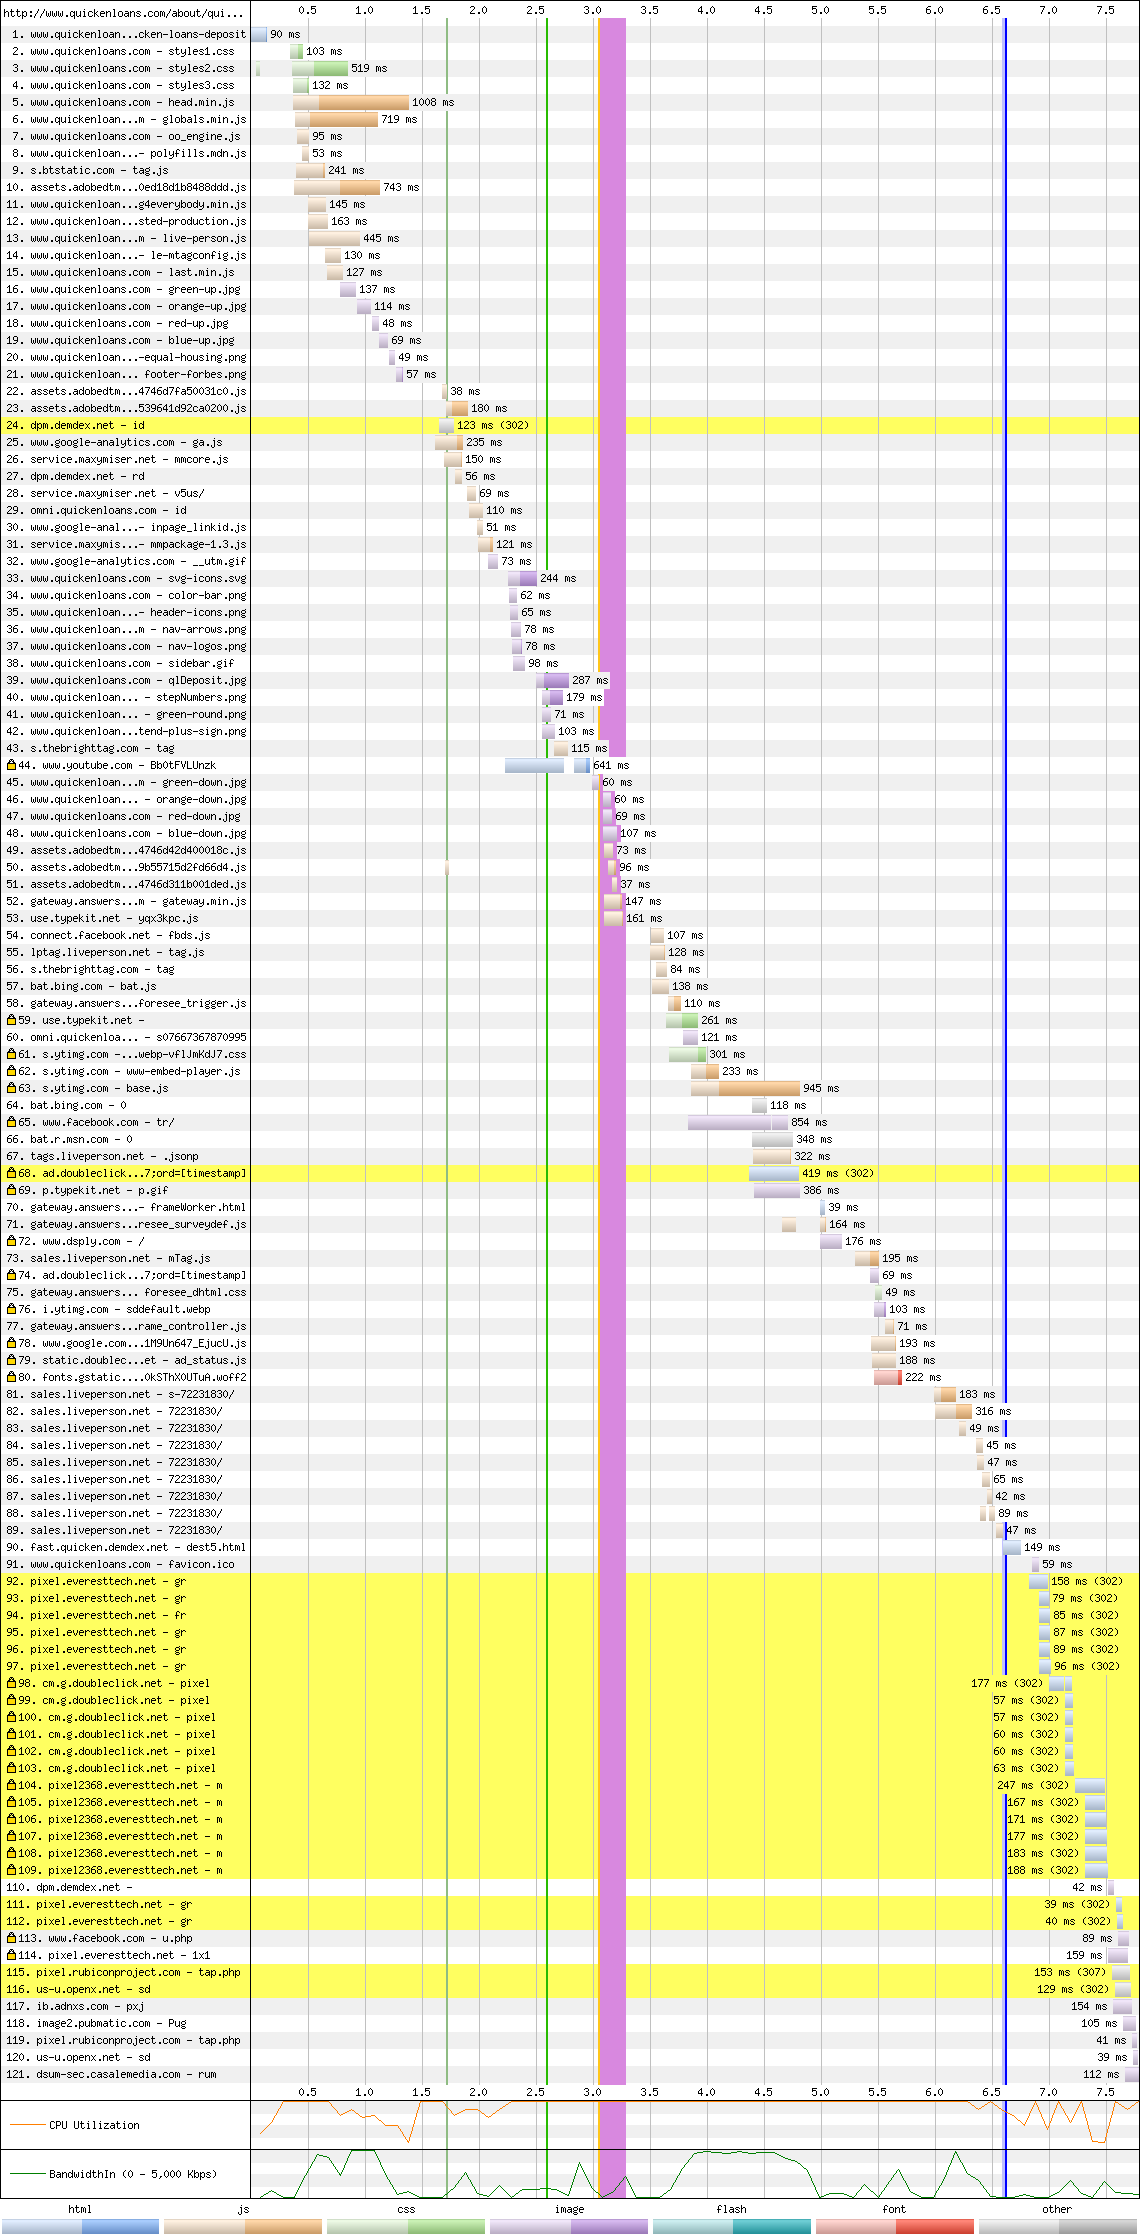 http://www.quickenloans.com/about/qui...
0.5 1.0 1.5 2.0 2.5 3.0 3.5 4.0 4.5 5.0 5.5 6.0 6.5 7.0 7.5
1. www.quickenloan...cken-loans-deposit 90 ms
2. www.quickenloans.com - styles1.css 103 ms
3. www.quickenloans.com - styles2.css 519 ms
4. www.quickenloans.com - styles3.css 132 ms
5. www.quickenloans.com - head.min.js 1008 ms
6. www.quickenloan...m - globals.min.js 719 ms
7. www.quickenloans.com - oo_engine.js 95 ms
8. www.quickenloan...- polyfills.mdn.js 53 ms
9. s.btstatic.com - tag.js 241 ms
10. assets.adobedtm...0ed18d1b8488ddd.js 743 ms
11. www.quickenloan...g4everybody.min.js 145 ms
12. www.quickenloan...sted-production.js 163 ms
13. www.quickenloan...m - live-person.js 445 ms
14. www.quickenloan...- le-mtagconfig.js 130 ms
15. www.quickenloans.com - last.min.js 127 ms
16. www.quickenloans.com - green-up.jpg 137 ms
17. www.quickenloans.com - orange-up.jpg 114 ms
18. www.quickenloans.com - red-up.jpg 48 ms
19. www.quickenloans.com - blue-up.jpg 69 ms
20. www.quickenloan...-equal-housing.png 49 ms
21. www.quickenloan... footer-forbes.png 57 ms
22. assets.adobedtm...4746d7fa50031c0.js 38 ms
23. assets.adobedtm...539641d92ca0200.js 180 ms
24. dpm.demdex.net - id 123 ms (302)
25. www.google-analytics.com - ga.js 235 ms
26. service.maxymiser.net - mmcore.js 150 ms
27. dpm.demdex.net - rd 56 ms
28. service.maxymiser.net - v5us/ 69 ms
29. omni.quickenloans.com - id 110 ms
30. www.google-anal...- inpage_linkid.js 51 ms
31. service.maxymis...- mmpackage-1.3.js 121 ms
32. www.google-analytics.com - __utm.gif 73 ms
33. www.quickenloans.com - svg-icons.svg 244 ms
34. www.quickenloans.com - color-bar.png 62 ms
35. www.quickenloan...- header-icons.png 65 ms
36. www.quickenloan...m - nav-arrows.png 78 ms
37. www.quickenloans.com - nav-logos.png 78 ms
38. www.quickenloans.com - sidebar.gif 98 ms
39. www.quickenloans.com - qlDeposit.jpg 287 ms
40. www.quickenloan... - stepNumbers.png 179 ms
41. www.quickenloan... - green-round.png 71 ms
42. www.quickenloan...tend-plus-sign.png 103 ms
43. s.thebrighttag.com - tag 115 ms
44. www.youtube.com - Bb0tFVLUnzk 641 ms
45. www.quickenloan...m - green-down.jpg 60 ms
46. www.quickenloan... - orange-down.jpg 60 ms
47. www.quickenloans.com - red-down.jpg 69 ms
48. www.quickenloans.com - blue-down.jpg 107 ms
49. assets.adobedtm...4746d42d400018c.js 73 ms
50. assets.adobedtm...9b55715d2fd66d4.js 96 ms
51. assets.adobedtm...4746d311b001ded.js 37 ms
52. gateway.answers...m - gateway.min.js 147 ms
53. use.typekit.net - yqx3kpc.js 161 ms
54. connect.facebook.net - fbds.js 107 ms
55. lptag.liveperson.net - tag.js 128 ms
56. s.thebrighttag.com - tag 84 ms
57. bat.bing.com - bat.js 138 ms
58. gateway.answers...foresee_trigger.js 110 ms
59. use.typekit.net - 261 ms
60. omni.quickenloa... - s07667367870995 121 ms
61. s.ytimg.com -...webp-vflJmKdJ7.css 301 ms
62. s.ytimg.com - www-embed-player.js 233 ms
63. s.ytimg.com - base.js 945 ms
64. bat.bing.com - 0 118 ms
65. www.facebook.com - tr/ 854 ms
66. bat.r.msn.com - 0 348 ms
67. tags.liveperson.net - .jsonp 322 ms
68. ad.doubleclick...7;ord=[timestamp] 419 ms (302)
69. p.typekit.net - p.gif 386 ms
70. gateway.answers...- frameWorker.html 39 ms
71. gateway.answers...resee_surveydef.js 164 ms
72. www.dsply.com - / 176 ms
73. sales.liveperson.net - mTag.js 195 ms
74. ad.doubleclick...7;ord=[timestamp] 69 ms
75. gateway.answers... foresee_dhtml.css 49 ms
76. i.ytimg.com - sddefault.webp 103 ms
77. gateway.answers...rame_controller.js 71 ms
78. www.google.com...1M9Un647_EjucU.js 193 ms
79. static.doublec...et - ad_status.js 188 ms
80. fonts.gstatic....0kSThX0UTuA.woff2 222 ms
81. sales.liveperson.net - s-72231830/ 183 ms
82. sales.liveperson.net - 72231830/ 316 ms
83. sales.liveperson.net - 72231830/ 49 ms
84. sales.liveperson.net - 72231830/ 45 ms
85. sales.liveperson.net - 72231830/ 47 ms
86. sales.liveperson.net - 72231830/ 65 ms
87. sales.liveperson.net - 72231830/ 42 ms
88. sales.liveperson.net - 72231830/ 89 ms
89. sales.liveperson.net - 72231830/ 47 ms
90. fast.quicken.demdex.net - dest5.html 149 ms
91. www.quickenloans.com - favicon.ico 59 ms
92. pixel.everesttech.net - gr 158 ms (302)
93. pixel.everesttech.net - gr 79 ms (302)
94. pixel.everesttech.net - fr 85 ms (302)
95. pixel.everesttech.net - gr 87 ms (302)
96. pixel.everesttech.net - gr 89 ms (302)
97. pixel.everesttech.net - gr 96 ms (302)
98. cm.g.doubleclick.net - pixel 177 ms (302)
99. cm.g.doubleclick.net - pixel 57 ms (302)
100. cm.g.doubleclick.net - pixel 57 ms (302)
101. cm.g.doubleclick.net - pixel 60 ms (302)
102. cm.g.doubleclick.net - pixel 60 ms (302)
103. cm.g.doubleclick.net - pixel 63 ms (302)
104. pixel2368.everesttech.net - m 247 ms (302)
105. pixel2368.everesttech.net - m 167 ms (302)
106. pixel2368.everesttech.net - m 171 ms (302)
107. pixel2368.everesttech.net - m 177 ms (302)
108. pixel2368.everesttech.net - m 183 ms (302)
109. pixel2368.everesttech.net - m 188 ms (302)
110. dpm.demdex.net - 42 ms
111. pixel.everesttech.net - gr 39 ms (302)
112. pixel.everesttech.net - gr 40 ms (302)
113. www.facebook.com - u.php 89 ms
114. pixel.everesttech.net - 1x1 159 ms
115. pixel.rubiconproject.com - tap.php 153 ms (307)
116. us-u.openx.net - sd 129 ms (302)
117. ib.adnxs.com - pxj 154 ms
118. image2.pubmatic.com - Pug 105 ms
119. pixel.rubiconproject.com - tap.php 41 ms
120. us-u.openx.net - sd 39 ms
121. dsum-sec.casalemedia.com - rum 112 ms
0.5 1.0 1.5 2.0 2.5 3.0 3.5 4.0 4.5 5.0 5.5 6.0 6.5 7.0 7.5
CPU Utilization
BandwidthIn (0 - 5,000 Kbps)
html js css image flash font other